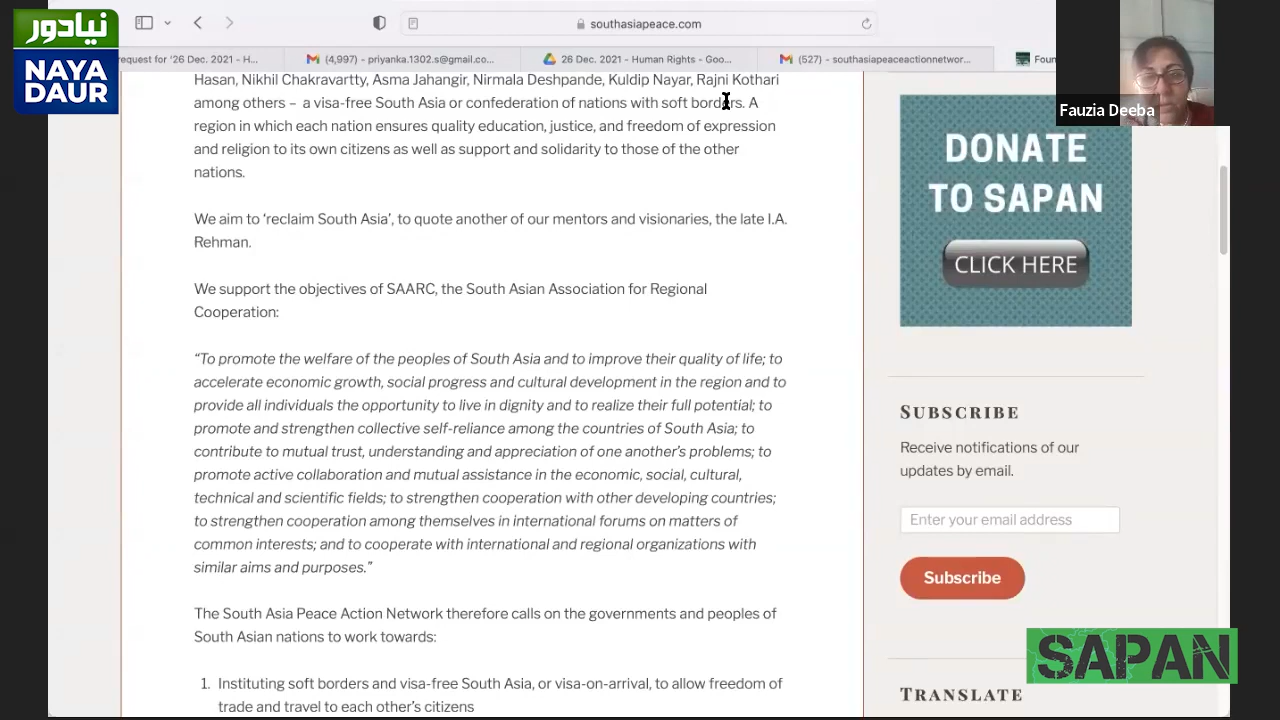 نیادور
NAYA
DAUR
southasiapeace.com
request for '26 Dec. 2021 - H...
(4,997) - priyanka.1302.s@gmail.co...
26 Dec. 2021 - Human Rights - Goo...
(527) - southasiapeaceactionnetwor...
Foun
Fauzia Deeba
Hasan, Nikhil Chakravartty, Asma Jahangir, Nirmala Deshpande, Kuldip Nayar, Rajni Kothari
among others – a visa-free South Asia or confederation of nations with soft borders. A
region in which each nation ensures quality education, justice, and freedom of expression
and religion to its own citizens as well as support and solidarity to those of the other
nations.
We aim to ‘reclaim South Asia’, to quote another of our mentors and visionaries, the late I.A.
Rehman.
We support the objectives of SAARC, the South Asian Association for Regional
Cooperation:
“To promote the welfare of the peoples of South Asia and to improve their quality of life; to
accelerate economic growth, social progress and cultural development in the region and to
provide all individuals the opportunity to live in dignity and to realize their full potential; to
promote and strengthen collective self-reliance among the countries of South Asia; to
contribute to mutual trust, understanding and appreciation of one another’s problems; to
promote active collaboration and mutual assistance in the economic, social, cultural,
technical and scientific fields; to strengthen cooperation with other developing countries;
to strengthen cooperation among themselves in international forums on matters of
common interests; and to cooperate with international and regional organizations with
similar aims and purposes.”
The South Asia Peace Action Network therefore calls on the governments and peoples of
South Asian nations to work towards:
1. Instituting soft borders and visa-free South Asia, or visa-on-arrival, to allow freedom of
trade and travel to each other’s citizens
DONATE
TO SAPAN
CLICK HERE
SUBSCRIBE
Receive notifications of our
updates by email.
Enter your email address
Subscribe
SAPAN
TRANSLATE